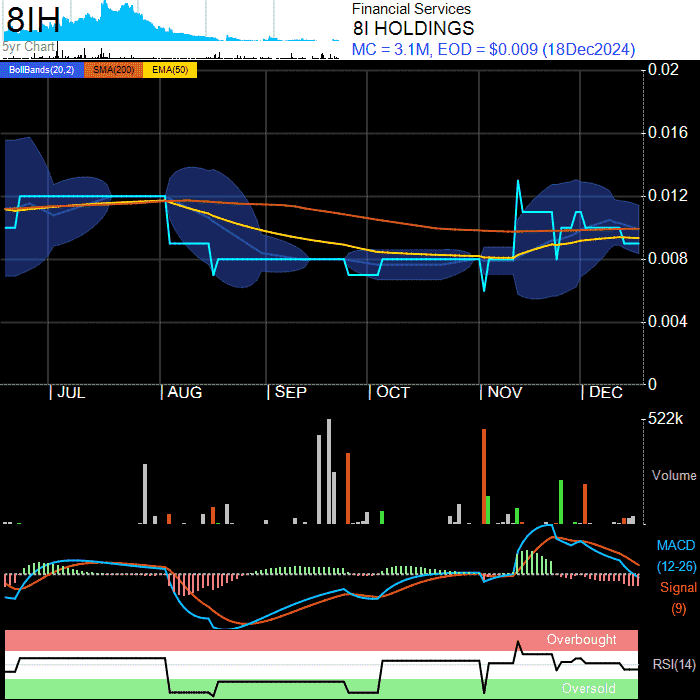 8IH
Financial Services
8I HOLDINGS
5yr Chart
MC = 3.1M, EOD = $0.009 (18Dec2024)
BollBands(20,2) SMA(200) EMA(50)
0.02
0.016
0.012
0.008
0.004
0
JUL AUG SEP OCT NOV DEC
522k
Volume
MACD
(12-26)
Signal
(9)
Overbought
RSI(14)
Oversold